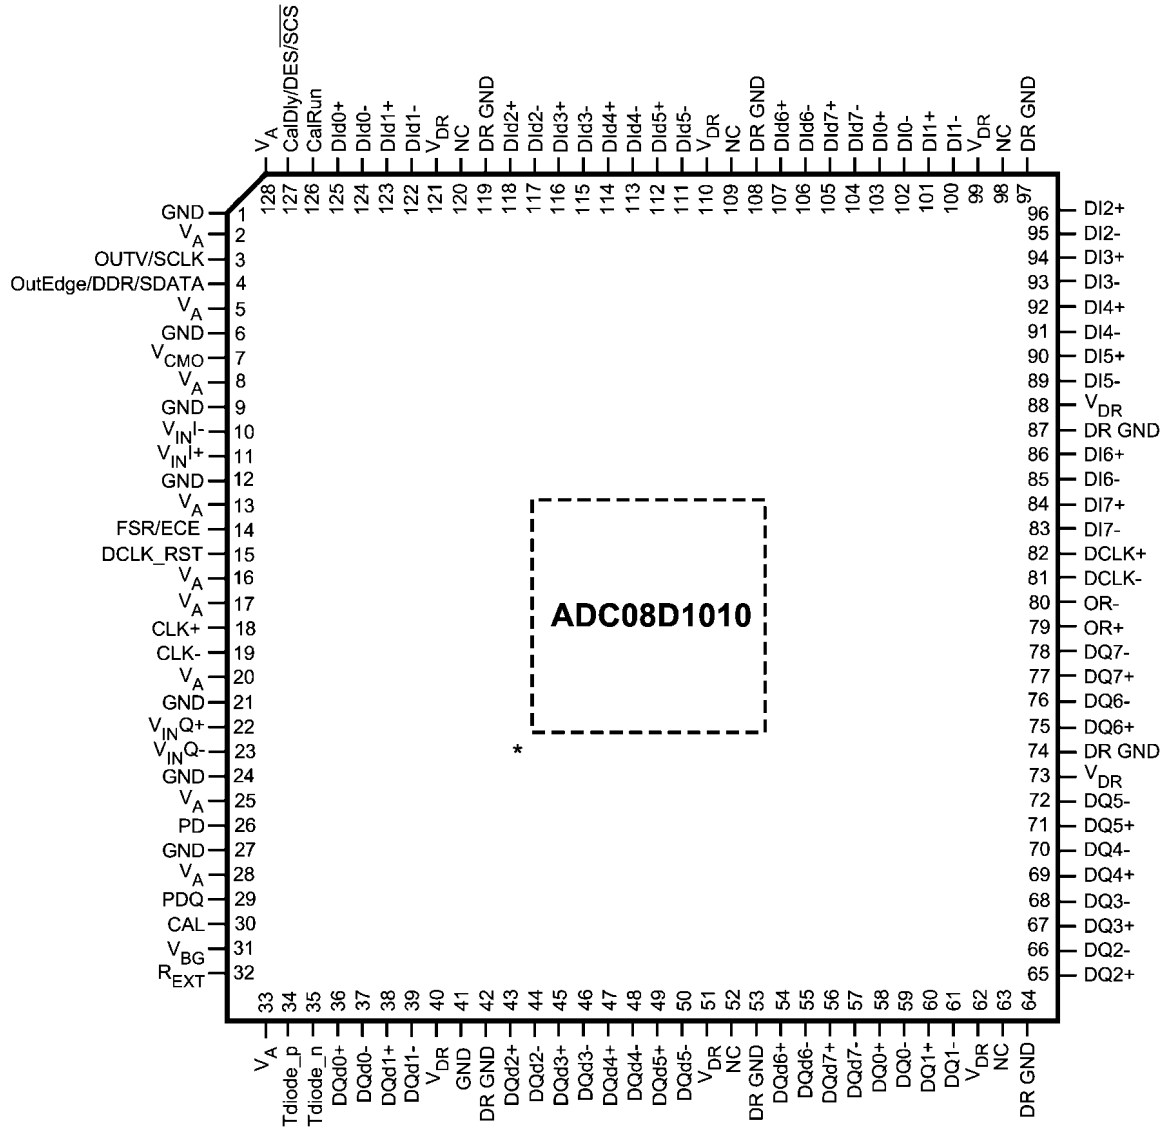 VA
CalDly/DES/SCS
CalRun
DId0+
DId0-
DId1+
DId1-
VDR
NC
DR GND
DId2+
DId2-
DId3+
DId3-
DId4+
DId4-
DId5+
DId5-
VDR
NC
DR GND
DId6+
DId6-
DId7+
DId7-
DI0+
DI0-
DI1+
DI1-
VDR
NC
DR GND
128
127
126
125
124
123
122
121
120
119
118
117
116
115
114
113
112
111
110
109
108
107
106
105
104
103
102
101
100
99
98
97
GND 1
VA 2
OUTV/SCLK 3
OutEdge/DDR/SDATA 4
VA 5
GND 6
VCMO 7
VA 8
GND 9
VINI- 10
VINI+ 11
GND 12
VA 13
FSR/ECE 14
DCLK_RST 15
VA 16
VA 17
CLK+ 18
CLK- 19
VA 20
GND 21
VINQ+ 22
VINQ- 23
GND 24
VA 25
PD 26
GND 27
VA 28
PDQ 29
CAL 30
VBG 31
REXT 32
ADC08D1010
*
96 DI2+
95 DI2-
94 DI3+
93 DI3-
92 DI4+
91 DI4-
90 DI5+
89 DI5-
88 VDR
87 DR GND
86 DI6+
85 DI6-
84 DI7+
83 DI7-
82 DCLK+
81 DCLK-
80 OR-
79 OR+
78 DQ7-
77 DQ7+
76 DQ6-
75 DQ6+
74 DR GND
73 VDR
72 DQ5-
71 DQ5+
70 DQ4-
69 DQ4+
68 DQ3-
67 DQ3+
66 DQ2-
65 DQ2+
33
34
35
36
37
38
39
40
41
42
43
44
45
46
47
48
49
50
51
52
53
54
55
56
57
58
59
60
61
62
63
64
VA
Tdiode_p
Tdiode_n
DQd0+
DQd0-
DQd1+
DQd1-
VDR
GND
DR GND
DQd2+
DQd2-
DQd3+
DQd3-
DQd4+
DQd4-
DQd5+
DQd5-
VDR
NC
DR GND
DQd6+
DQd6-
DQd7+
DQd7-
DQ0+
DQ0-
DQ1+
DQ1-
VDR
NC
DR GND